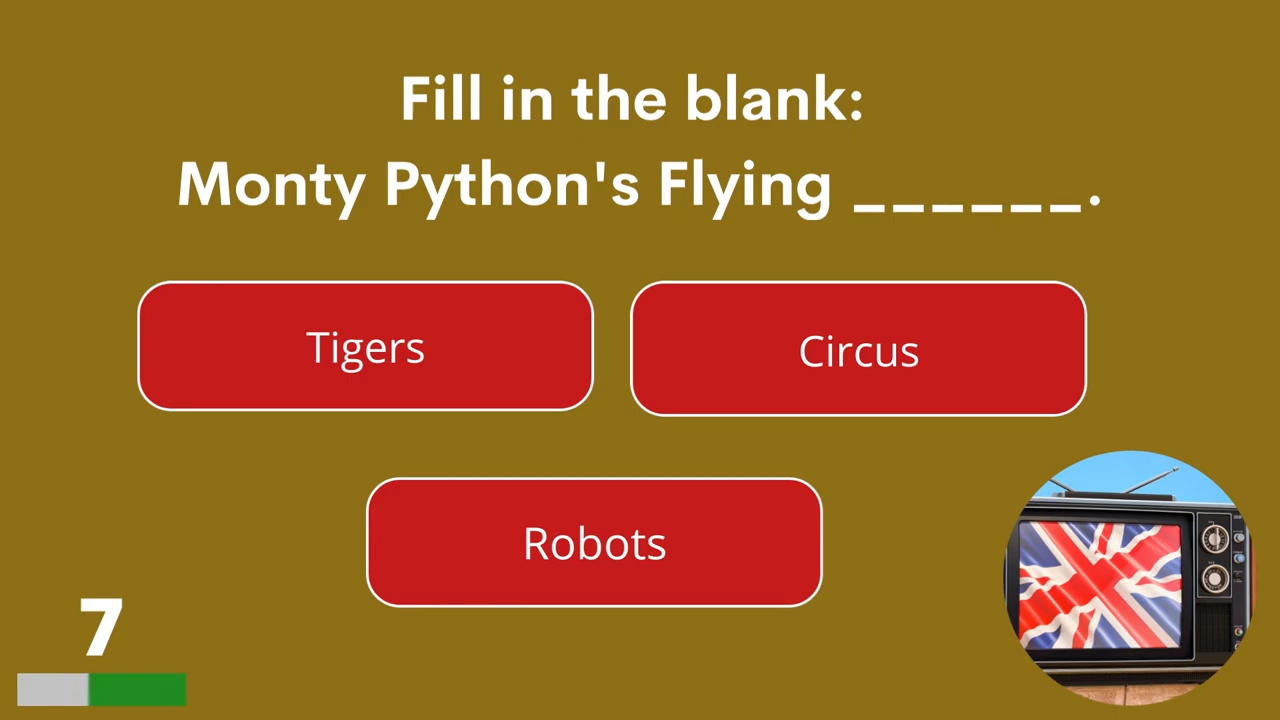 Fill in the blank:
Monty Python's Flying ______.
Tigers
Circus
Robots
7